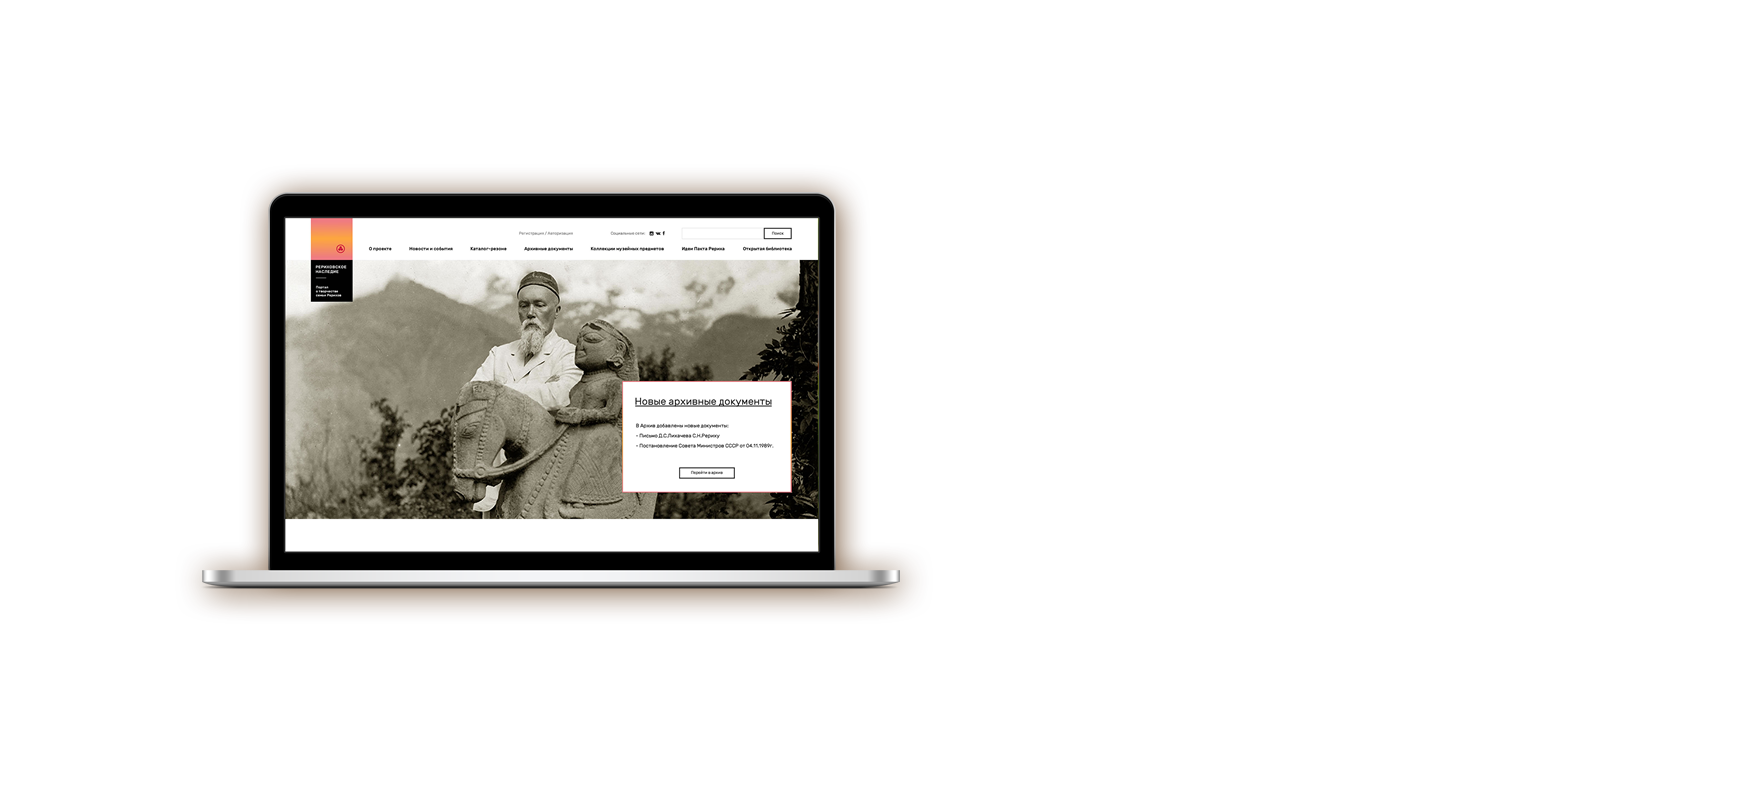 Регистрация / Авторизация
Социальные сети:
Поиск
О проекте
Новости и события
Каталог-резоне
Архивные документы
Коллекции музейных предметов
Идеи Пакта Рериха
Открытая библиотека
РЕРИХОВСКОЕ
НАСЛЕДИЕ
Портал
о творчестве
семьи Рерихов
Новые архивные документы
В Архив добавлены новые документы:
- Письмо Д.С.Лихачева С.Н.Рериху
- Постановление Совета Министров СССР от 04.11.1989г.
Перейти в архив